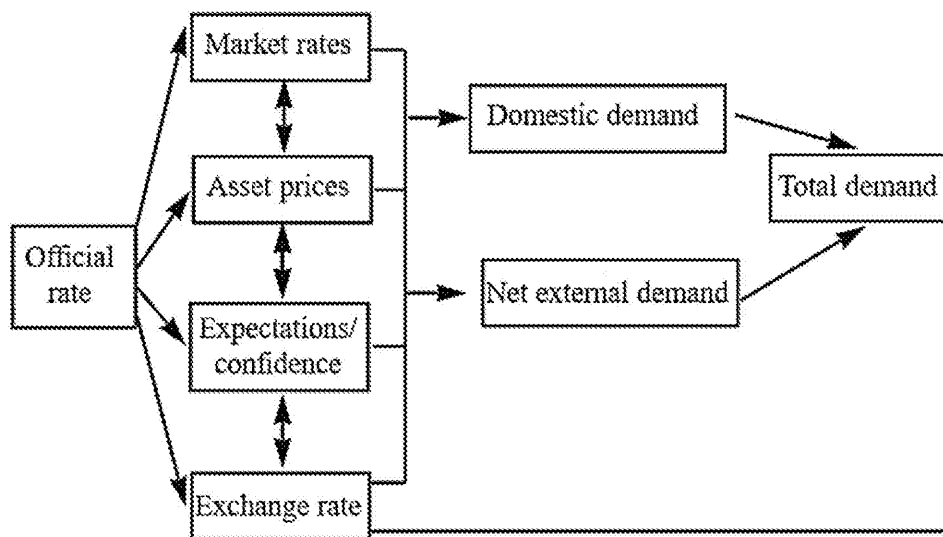 Market rates
Asset prices
Official
rate
Expectations/
confidence
Exchange rate
Domestic demand
Net external demand
Total demand